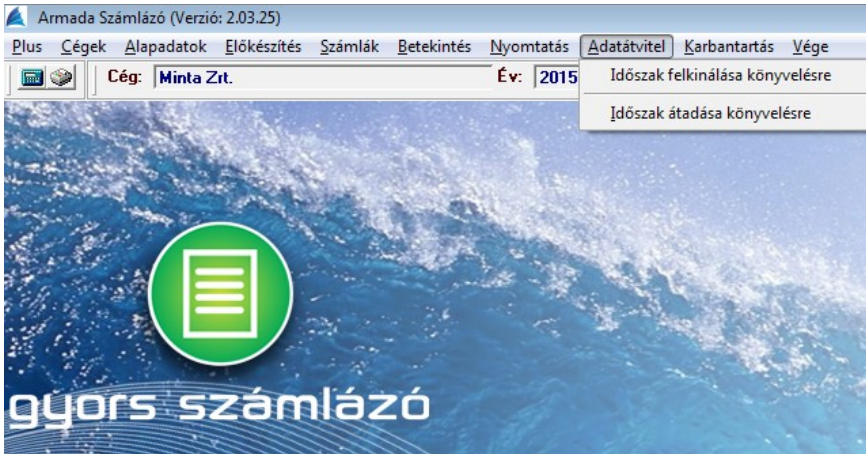 Armada Számlázó (Verzió: 2.03.25)
Plus Cégek Alapadatok Előkészítés Számlák Betekintés Nyomtatás Adatátvitel Karbantartás Vége
Cég: Minta Zrt. Év: 2015
Időszak felkinálása könyvelésre
Időszak átadása könyvelésre
gyors számlázó